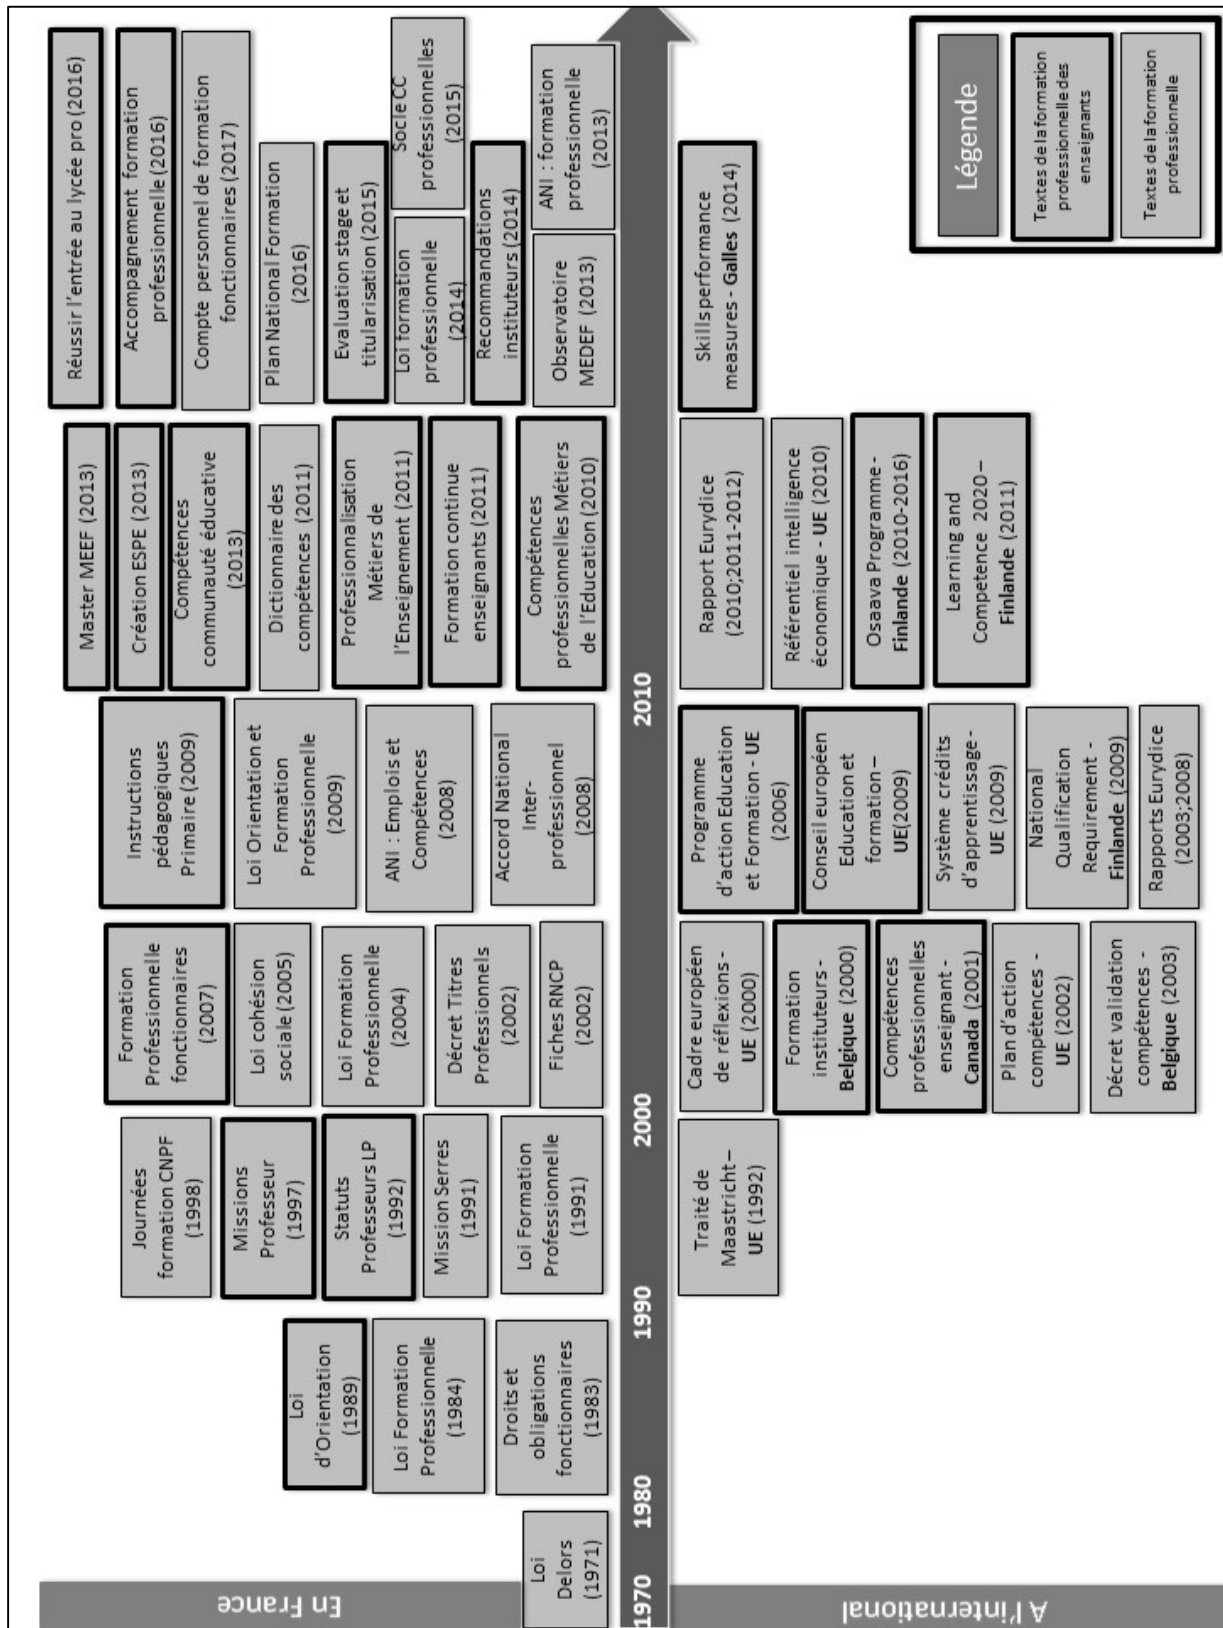 En France
Réussir l'entrée au lycée pro (2016)
Accompagnement formation
professionnelle (2016)
Compte personnel de formation
fonctionnaires (2017)
Plan National Formation
(2016)
Evaluation stage et
titularisation (2015)
Loi formation
professionnelle
(2014)
Socle CC
professionnelles
(2015)
Recommandations
instituteurs (2014)
Observatoire
MEDEF (2013)
ANI : formation
professionnelle
(2013)
Master MEEF (2013)
Création ESPE (2013)
Compétences
communauté éducative
(2013)
Dictionnaire des
compétences (2011)
Professionnalisation
Métiers de
l'Enseignement (2011)
Formation continue
enseignants (2011)
Compétences
professionnelles Métiers
de l'Education (2010)
Instructions
pédagogiques
Primaire (2009)
Loi Orientation et
Formation
Professionnelle
(2009)
ANI : Emplois et
Compétences
(2008)
Accord National
Inter-
professionnel
(2008)
Formation
Professionnelle
fonctionnaires
(2007)
Loi cohésion
sociale (2005)
Loi Formation
Professionnelle
(2004)
Décret Titres
Professionnels
(2002)
Fiches RNCP
(2002)
Journées
formation CNPF
(1998)
Missions
Professeur
(1997)
Statuts
Professeurs LP
(1992)
Mission Serres
(1991)
Loi Formation
Professionnelle
(1991)
Loi
d'Orientation
(1989)
Loi Formation
Professionnelle
(1984)
Droits et
obligations
fonctionnaires
(1983)
Loi
Delors
(1971)
1970
1980
1990
2000
2010
A l'international
Traité de
Maastricht –
UE (1992)
Cadre européen
de réflexions -
UE (2000)
Formation
instituteurs -
Belgique (2000)
Compétences
professionnelles
enseignant -
Canada (2001)
Plan d'action
compétences -
UE (2002)
Décret validation
compétences -
Belgique (2003)
Programme
d'action Education
et Formation - UE
(2006)
Conseil européen
Education et
formation –
UE(2009)
Système crédits
d'apprentissage -
UE (2009)
National
Qualification
Requirement -
Finlande (2009)
Rapports Eurydice
(2003;2008)
Rapport Eurydice
(2010;2011-2012)
Référentiel intelligence
économique - UE (2010)
Osaava Programme -
Finlande (2010-2016)
Learning and
Competence 2020 –
Finlande (2011)
Skills performance
measures - Galles (2014)
Légende
Textes de la formation
professionnelle des
enseignants
Textes de la formation
professionnelle